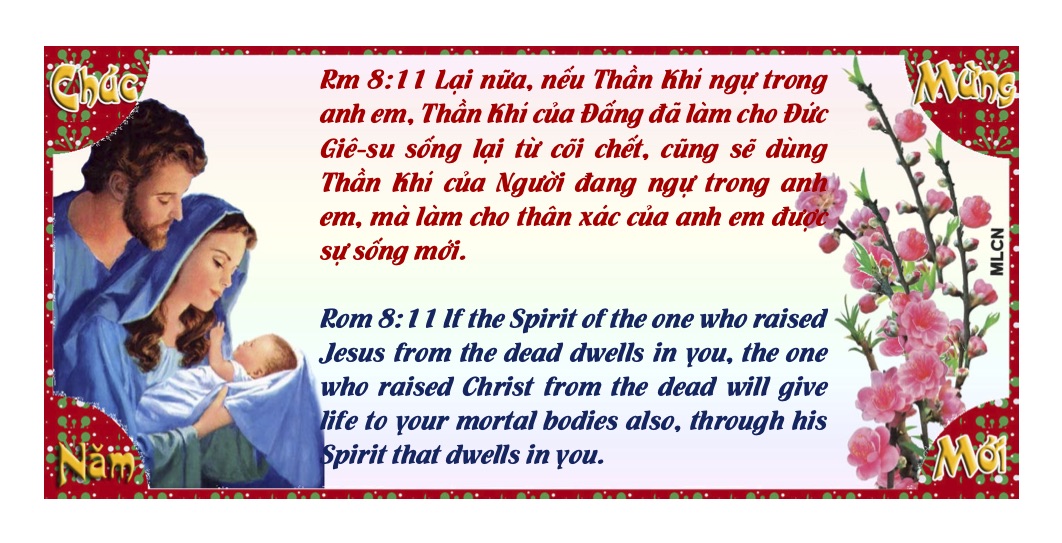 Chúc
Mừng
Rm 8:11 Lại nữa, nếu Thần Khí ngự trong
anh em, Thần Khí của Đấng đã làm cho Đức
Giê-su sống lại từ cõi chết, cũng sẽ dùng
Thần Khí của Người đang ngự trong anh
em, mà làm cho thân xác của anh em được
sự sống mới.
MLCN
Rom 8:11 If the Spirit of the one who raised
Jesus from the dead dwells in you, the one
who raised Christ from the dead will give
life to your mortal bodies also, through his
Spirit that dwells in you.
Năm
Mới